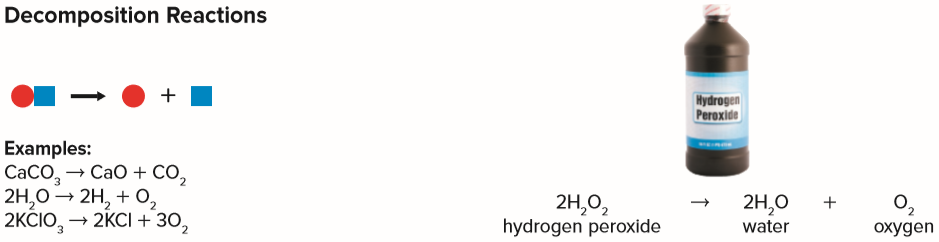 Decomposition Reactions
→ +
Examples:
CaCO₃ → CaO + CO₂
2H₂O → 2H₂ + O₂
2KClO₃ → 2KCl + 3O₂
Hydrogen
Peroxide
2H₂O₂ → 2H₂O + O₂
hydrogen peroxide water oxygen